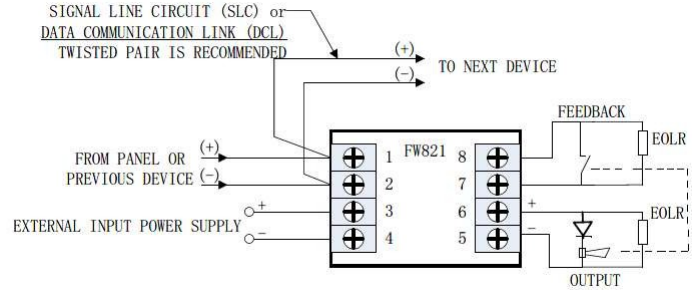 SIGNAL LINE CIRCUIT (SLC) or
DATA COMMUNICATION LINK (DCL)
TWISTED PAIR IS RECOMMENDED
(+)
(-)
TO NEXT DEVICE
FEEDBACK
EOLR
FROM PANEL OR
PREVIOUS DEVICE
(+)
(-)
1 FW821 8
2 7
3 6
4 5
EXTERNAL INPUT POWER SUPPLY
+
-
+
-
EOLR
OUTPUT